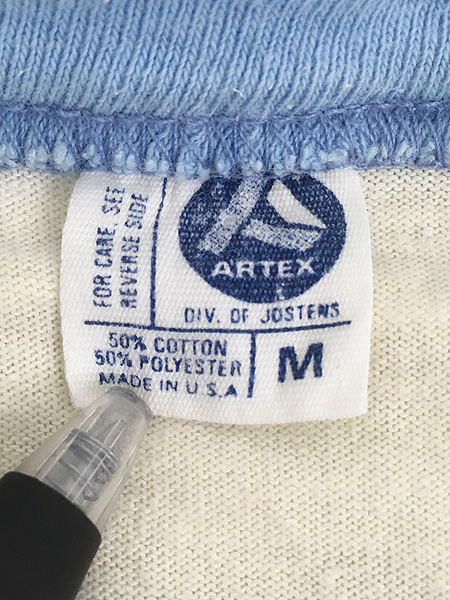 FOR CARE, SEE
REVERSE SIDE
ARTEX
DIV. OF JOSTENS
50% COTTON
50% POLYESTER
MADE IN U.S.A
M